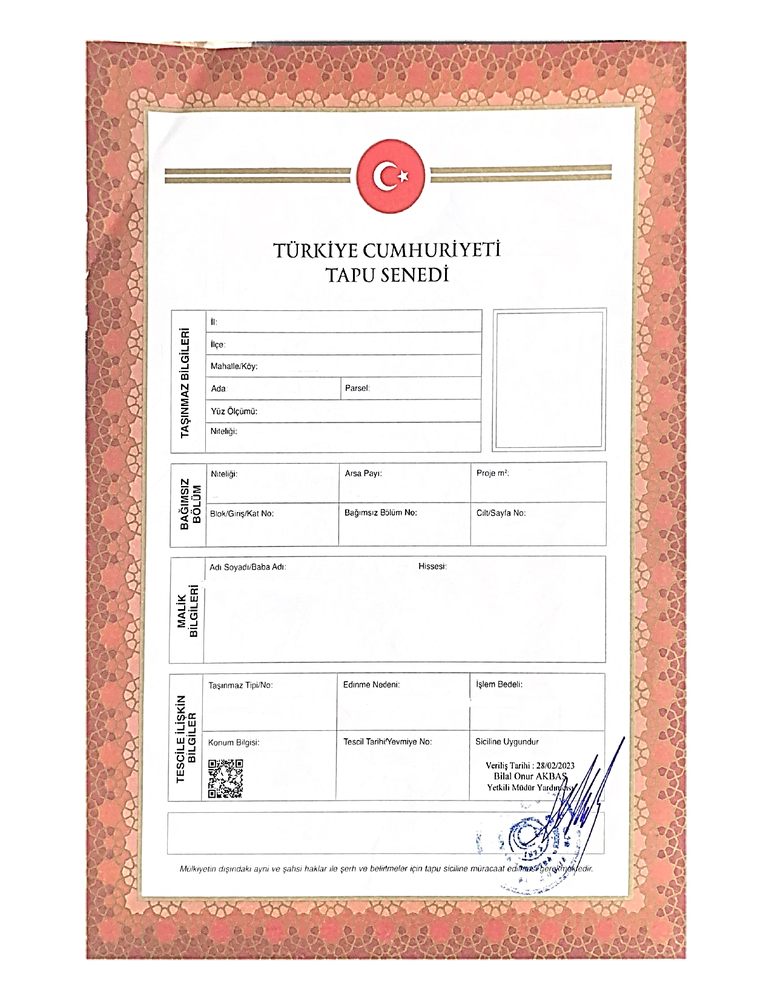 TÜRKİYE CUMHURİYETİ
TAPU SENEDİ
TAŞINMAZ BİLGİLERİ
İl:
İlçe:
Mahalle/Köy:
Ada: Parsel:
Yüz Ölçümü:
Niteliği:
BAĞIMSIZ
BÖLÜM
Niteliği: Arsa Payı: Proje m²:
Blok/Giriş/Kat No: Bağımsız Bölüm No: Cilt/Sayfa No:
MALİK
BİLGİLERİ
Adı Soyadı/Baba Adı: Hissesi:
TESCİLE İLİŞKİN
BİLGİLER
Taşınmaz Tipi/No: Edinme Nedeni: İşlem Bedeli:
Konum Bilgisi: Tescil Tarihi/Yevmiye No: Siciline Uygundur
Veriliş Tarihi : 28/02/2023
Bilal Onur AKBAŞ
Yetkili Müdür Yardımcısı
Mülkiyetin dışındaki ayni ve şahsi haklar ile şerh ve belirtmeler için tapu siciline müracaat edilmesi gerekmektedir.